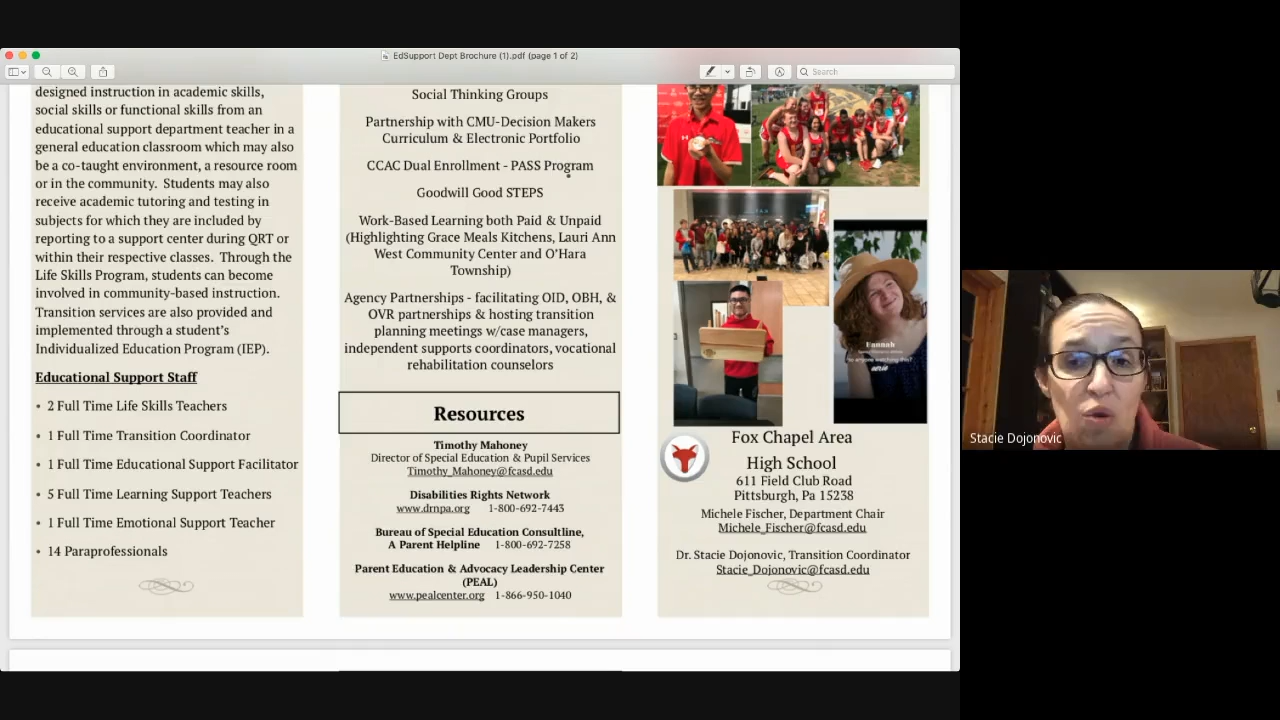 EdSupport Dept Brochure (1).pdf (page 1 of 2)
Search
designed instruction in academic skills,
social skills or functional skills from an
educational support department teacher in a
general education classroom which may also
be a co-taught environment, a resource room
or in the community. Students may also
receive academic tutoring and testing in
subjects for which they are included by
reporting to a support center during QRT or
within their respective classes. Through the
Life Skills Program, students can become
involved in community-based instruction.
Transition services are also provided and
implemented through a student's
Individualized Education Program (IEP).
Educational Support Staff
• 2 Full Time Life Skills Teachers
• 1 Full Time Transition Coordinator
• 1 Full Time Educational Support Facilitator
• 5 Full Time Learning Support Teachers
• 1 Full Time Emotional Support Teacher
• 14 Paraprofessionals
Social Thinking Groups
Partnership with CMU-Decision Makers
Curriculum & Electronic Portfolio
CCAC Dual Enrollment - PASS Program
Goodwill Good STEPS
Work-Based Learning both Paid & Unpaid
(Highlighting Grace Meals Kitchens, Lauri Ann
West Community Center and O'Hara
Township)
Agency Partnerships - facilitating OID, OBH, &
OVR partnerships & hosting transition
planning meetings w/case managers,
independent supports coordinators, vocational
rehabilitation counselors
Resources
Timothy Mahoney
Director of Special Education & Pupil Services
Timothy_Mahoney@fcasd.edu
Disabilities Rights Network
www.drnpa.org 1-800-692-7443
Bureau of Special Education Consultline,
A Parent Helpline 1-800-692-7258
Parent Education & Advocacy Leadership Center
(PEAL)
www.pealcenter.org 1-866-950-1040
Hannah
aerie
Fox Chapel Area
High School
611 Field Club Road
Pittsburgh, Pa 15238
Michele Fischer, Department Chair
Michele_Fischer@fcasd.edu
Dr. Stacie Dojonovic, Transition Coordinator
Stacie_Dojonovic@fcasd.edu
Stacie Dojonovic